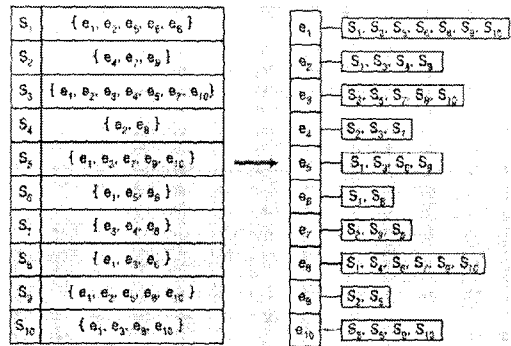 S₁ { e₁, e₂, e₅, e₆, e₈ }
S₂ { e₄, e₇, e₉ }
S₃ { e₁, e₂, e₃, e₄, e₅, e₇, e₁₀ }
S₄ { e₂, e₈ }
S₅ { e₁, e₃, e₇, e₉, e₁₀ }
S₆ { e₁, e₅, e₈ }
S₇ { e₃, e₄, e₈ }
S₈ { e₁, e₃, e₆ }
S₉ { e₁, e₂, e₅, e₈, e₁₀ }
S₁₀ { e₁, e₃, e₈, e₁₀ }
e₁ S₁, S₃, S₅, S₆, S₈, S₉, S₁₀
e₂ S₁, S₃, S₄, S₉
e₃ S₃, S₅, S₇, S₈, S₁₀
e₄ S₂, S₃, S₇
e₅ S₁, S₃, S₆, S₉
e₆ S₁, S₈
e₇ S₂, S₃, S₅
e₈ S₁, S₄, S₆, S₇, S₉, S₁₀
e₉ S₂, S₅
e₁₀ S₃, S₅, S₉, S₁₀